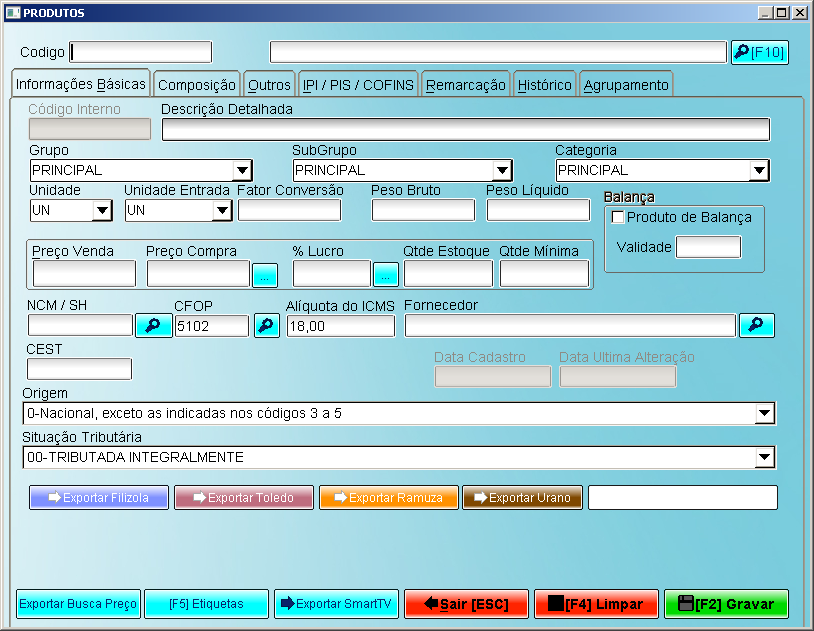 PRODUTOS
Codigo
[F10]
Informações Básicas Composição Outros IPI / PIS / COFINS Remarcação Histórico Agrupamento
Código Interno Descrição Detalhada
Grupo SubGrupo Categoria
PRINCIPAL PRINCIPAL PRINCIPAL
Unidade Unidade Entrada Fator Conversão Peso Bruto Peso Líquido
UN UN
Balança
Produto de Balança
Validade
Preço Venda Preço Compra % Lucro Qtde Estoque Qtde Mínima
... ...
NCM / SH CFOP Alíquota do ICMS Fornecedor
5102 18,00
CEST
Data Cadastro Data Ultima Alteração
Origem
0-Nacional, exceto as indicadas nos códigos 3 a 5
Situação Tributária
00-TRIBUTADA INTEGRALMENTE
Exportar Filizola Exportar Toledo Exportar Ramuza Exportar Urano
Exportar Busca Preço [F5] Etiquetas Exportar SmartTV Sair [ESC] [F4] Limpar [F2] Gravar